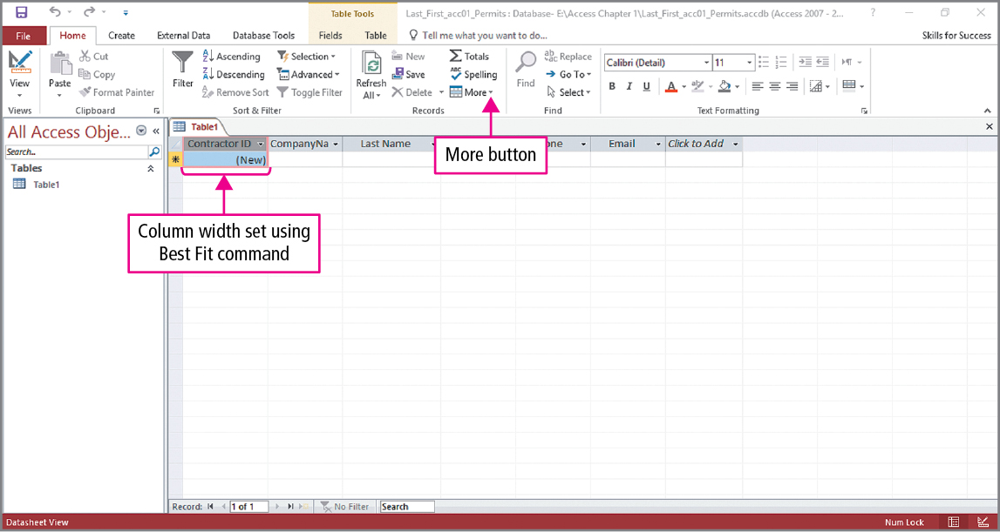 Table Tools
Last_First_acc01_Permits : Database- E:\Access Chapter 1\Last_First_acc01_Permits.accdb (Access 2007 - 2...
?
File
Home
Create
External Data
Database Tools
Fields
Table
Tell me what you want to do...
Skills for Success
View
Paste
Cut
Copy
Format Painter
Filter
Ascending
Descending
Remove Sort
Selection
Advanced
Toggle Filter
Refresh
All
New
Save
Delete
Totals
Spelling
More
Find
Replace
Go To
Select
Calibri (Detail)
11
B I U
Views
Clipboard
Sort & Filter
Records
Find
Text Formatting
All Access Obje...
Search..
Tables
Table1
Table1
Contractor ID
CompanyNa
Last Name
one
Email
Click to Add
(New)
More button
Column width set using
Best Fit command
Record:
1 of 1
No Filter
Search
Datasheet View
Num Lock